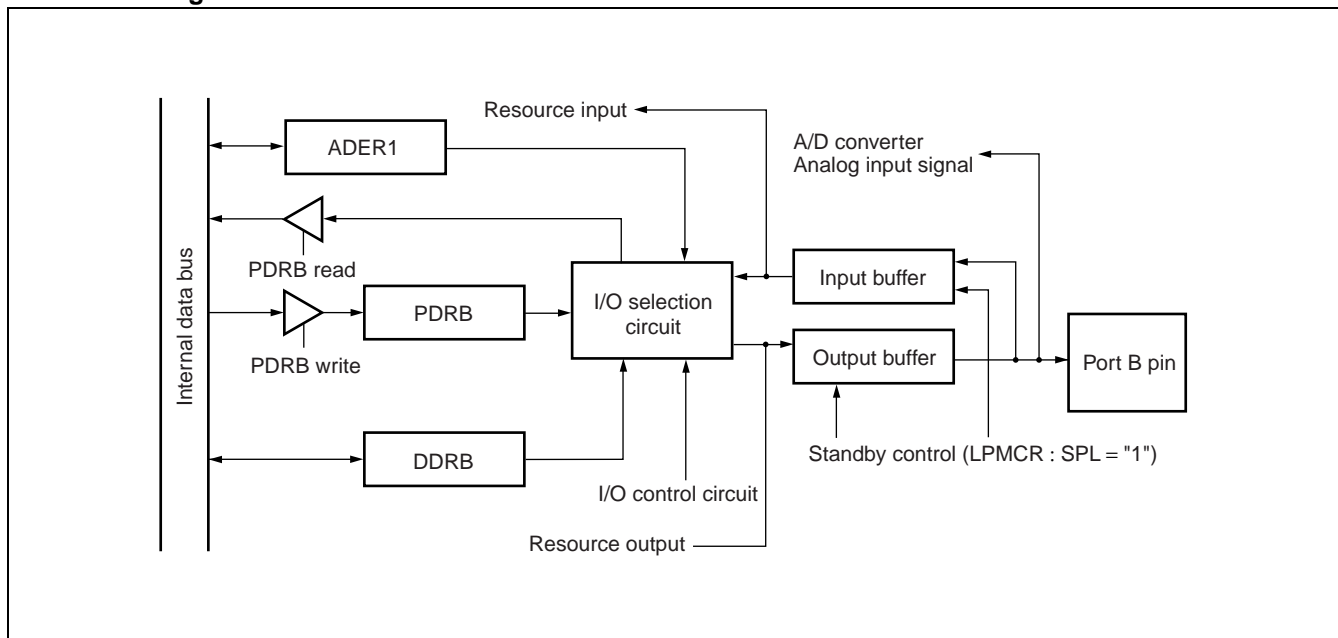 Resource input
ADER1
A/D converter
Analog input signal
PDRB read
Internal data bus
PDRB
I/O selection
circuit
Input buffer
PDRB write
Output buffer
Port B pin
DDRB
Standby control (LPMCR : SPL = "1")
I/O control circuit
Resource output